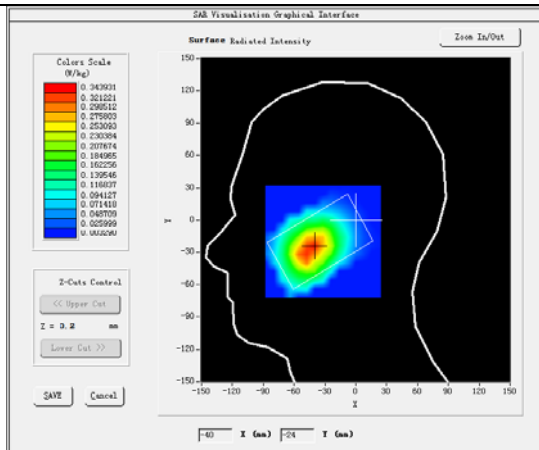 SAR Visualisation Graphical Interface
Surface Radiated Intensity
Zoom In/Out
Colors Scale
(W/kg)
0.343931
0.321221
0.298512
0.275803
0.253093
0.230384
0.207674
0.184965
0.162256
0.139546
0.116837
0.094127
0.071418
0.048709
0.025999
0.003290
150
120
90
60
30
0
-30
-60
-90
-120
-150
Y
-150 -120 -90 -60 -30 0 30 60 90 120 150
X
Z-Cuts Control
<< Upper Cut
Z = 3.2 mm
Lower Cut >>
SAVE Cancel
-40 X (mm) -24 Y (mm)